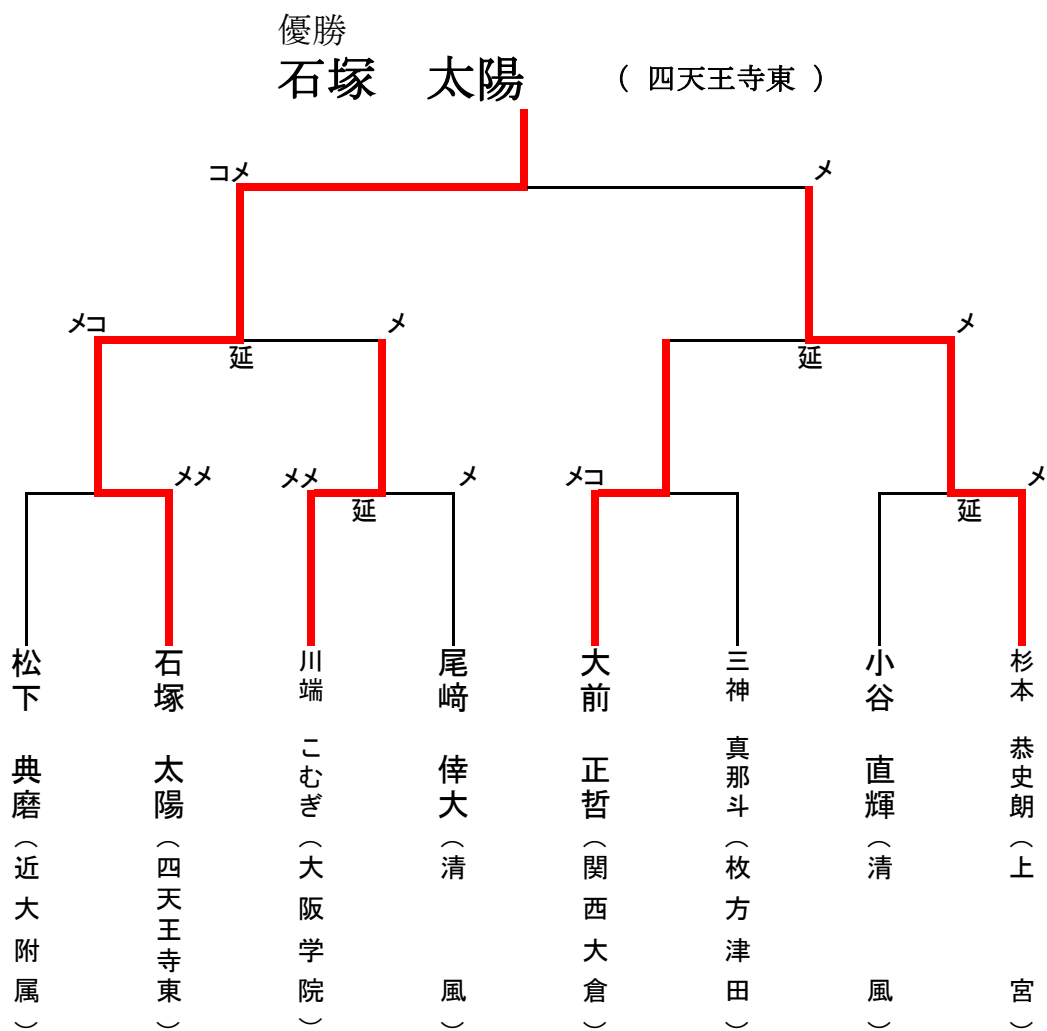 優勝
石塚　太陽　（ 四天王寺東 ）
コメ
メ
メコ
メ
メ
延
延
メメ
メメ
メ
メコ
メ
延
延
松下　典磨（近大附属）
石塚　太陽（四天王寺東）
川端　こむぎ（大阪学院）
尾﨑　倖大（清風）
大前　正哲（関西大倉）
三神　真那斗（枚方津田）
小谷　直輝（清風）
杉本　恭史朗（上宮）